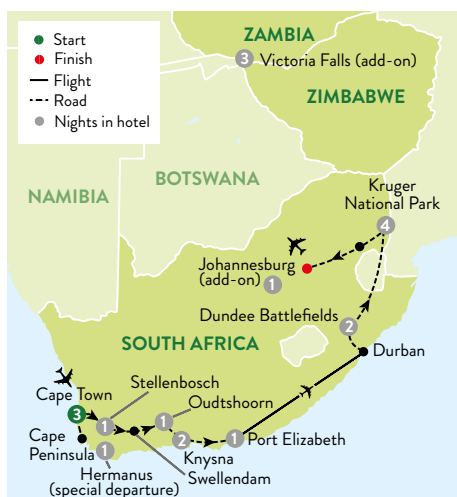 ZAMBIA
Start
Finish
Flight
Road
Nights in hotel
3
Victoria Falls (add-on)
ZIMBABWE
NAMIBIA
BOTSWANA
Kruger
National Park
4
Johannesburg
(add-on)
1
Dundee Battlefields
2
SOUTH AFRICA
Durban
Stellenbosch
Cape Town
Oudtshoorn
3
1
1
2
1
Port Elizabeth
Cape
Peninsula
1
Knysna
Hermanus
(special departure)
Swellendam